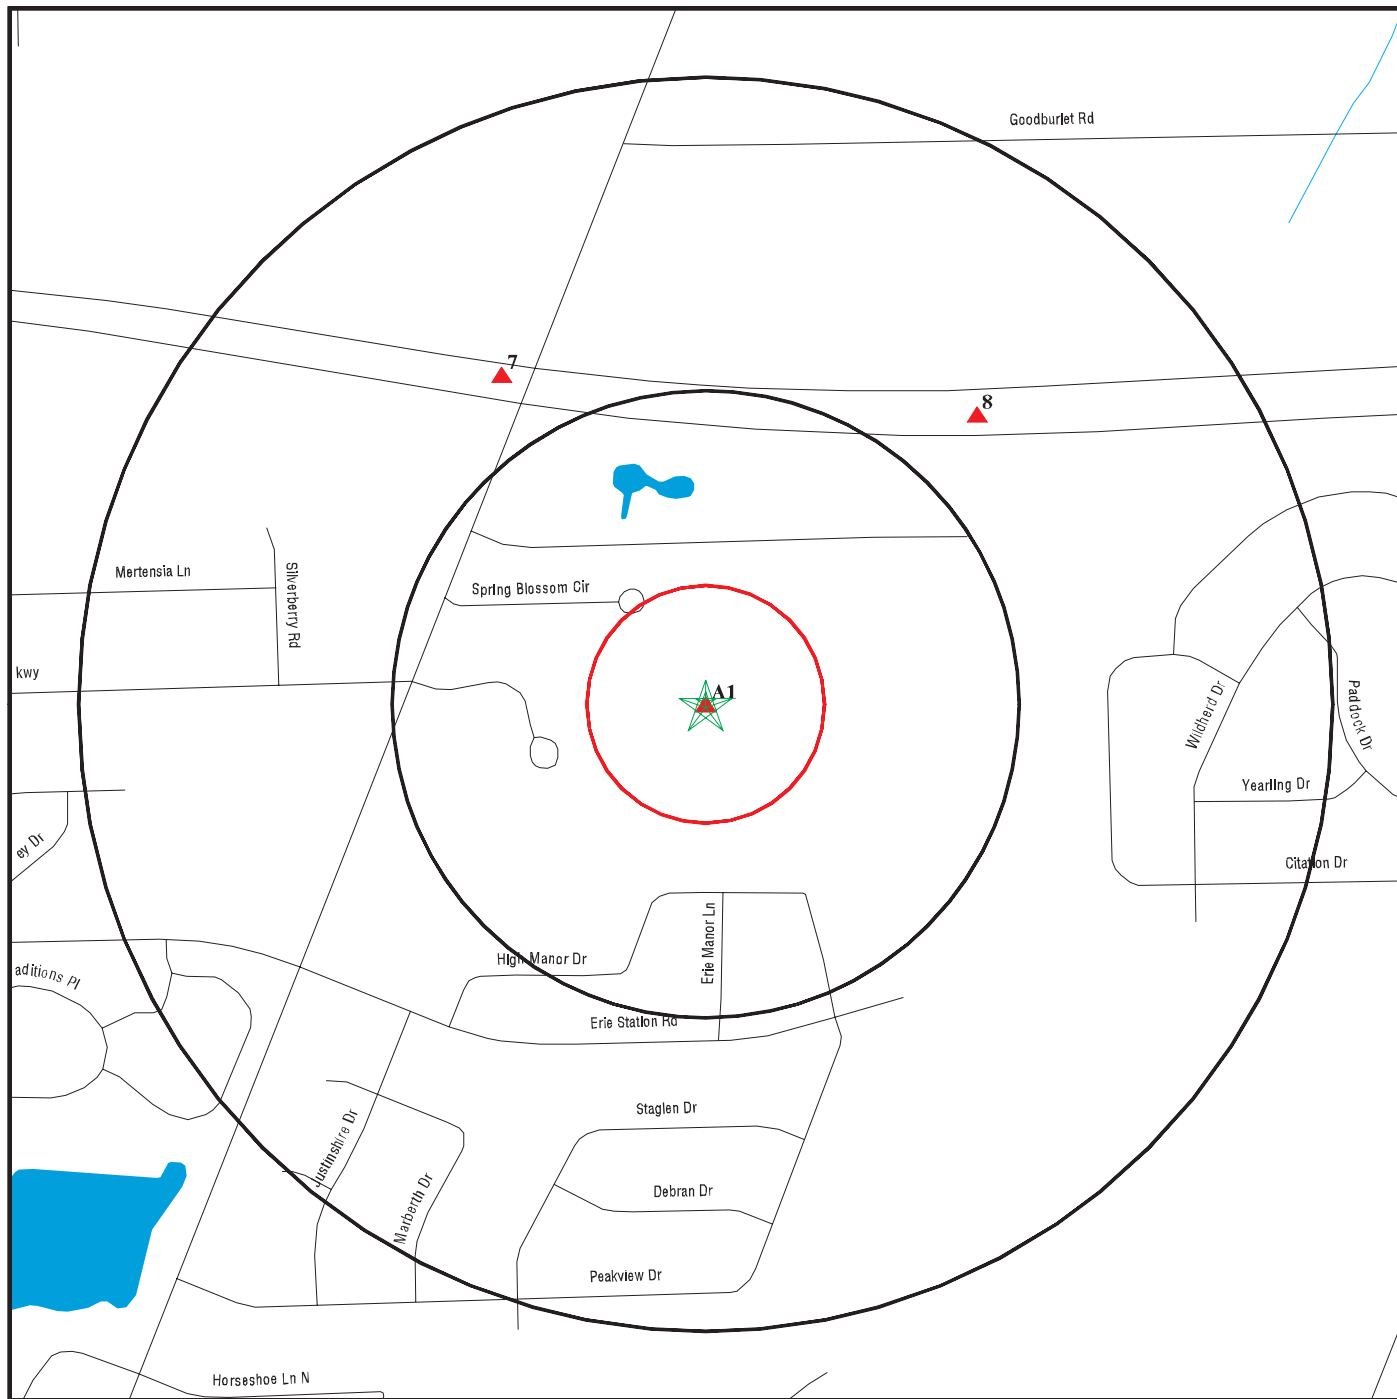 Goodburlet Rd
7
8
Mertensia Ln
Silverberry Rd
Spring Blossom Cir
kwy
A1
Wildherd Dr
Paddock Dr
Yearling Dr
ey Dr
Citation Dr
Erie Manor Ln
High Manor Dr
aditions Pl
Erie Station Rd
Staglen Dr
Justinshire Dr
Debran Dr
Marberth Dr
Peakview Dr
Horseshoe Ln N